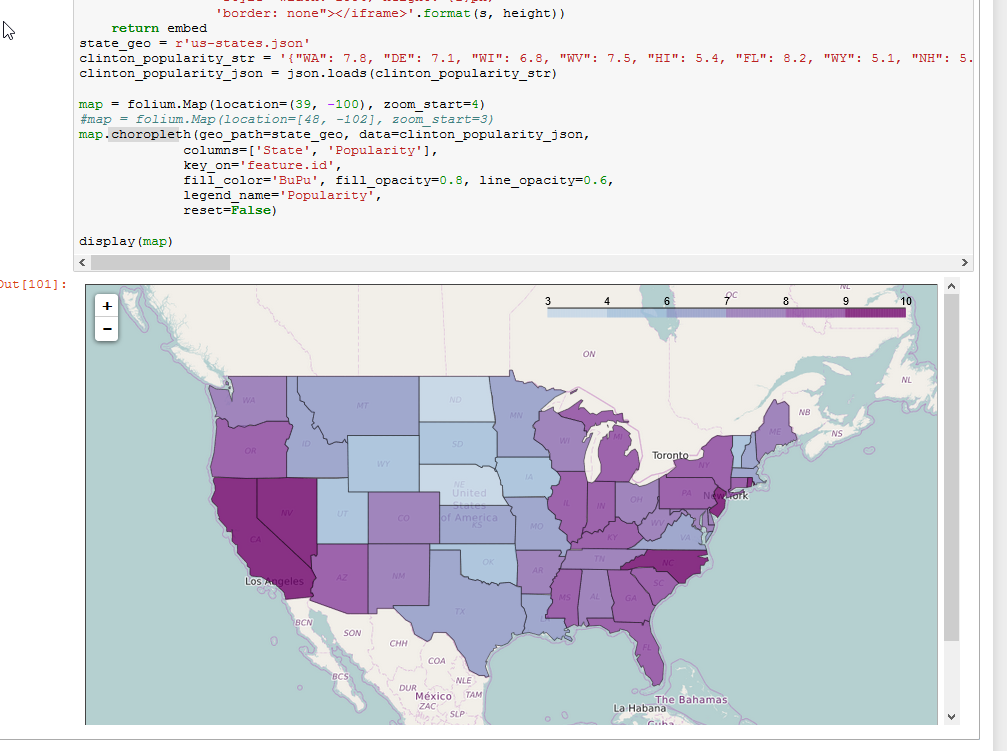 'border: none"></iframe>'.format(s, height))
return embed
state_geo = r'us-states.json'
clinton_popularity_str = '{"WA": 7.8, "DE": 7.1, "WI": 6.8, "WV": 7.5, "HI": 5.4, "FL": 8.2, "WY": 5.1, "NH": 5.
clinton_popularity_json = json.loads(clinton_popularity_str)
map = folium.Map(location=(39, -100), zoom_start=4)
#map = folium.Map(location=[48, -102], zoom_start=3)
map.choropleth(geo_path=state_geo, data=clinton_popularity_json,
columns=['State', 'Popularity'],
key_on='feature.id',
fill_color='BuPu', fill_opacity=0.8, line_opacity=0.6,
legend_name='Popularity',
reset=False)
display(map)
Out[101]:
+
−
3 4 6 7 8 9 10
QC
NL
ON
NL
NB
NS
WA
MT
ND
MN
ME
OR
ID
SD
WI
MI
Toronto
NY
WY
IA
NE
PA
New York
United
States
of America
NV
UT
CO
KS
MO
IL
IN
OH
WV
VA
KY
CA
Los Angeles
AZ
NM
OK
AR
TN
NC
SC
MS
AL
GA
TX
FL
BCN
SON
CHH
COA
BCS
NLE
DUR
TAM
México
ZAC
SLP
La Habana
The Bahamas
Cuba